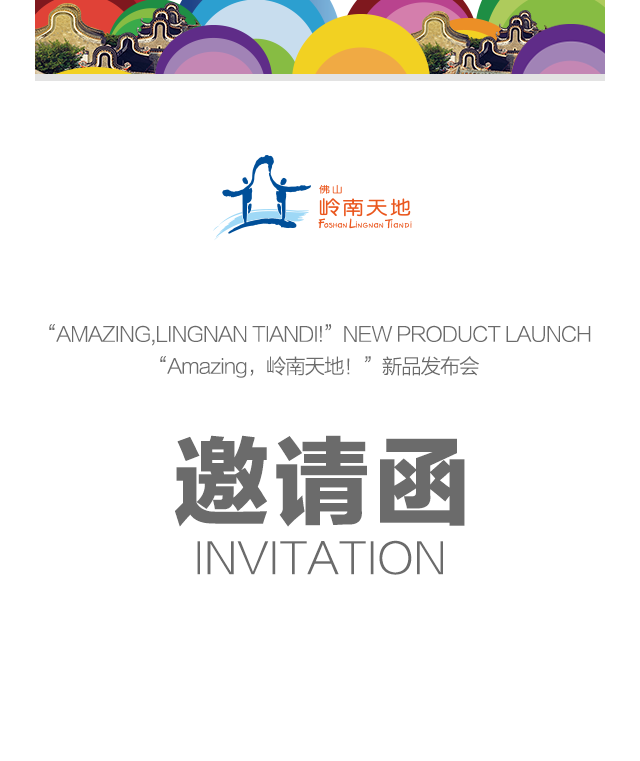 佛山
岭南天地
FOSHAN LINGNAN TIANDI
“AMAZING,LINGNAN TIANDI!”NEW PRODUCT LAUNCH
“Amazing，岭南天地！”新品发布会
邀请函
INVITATION